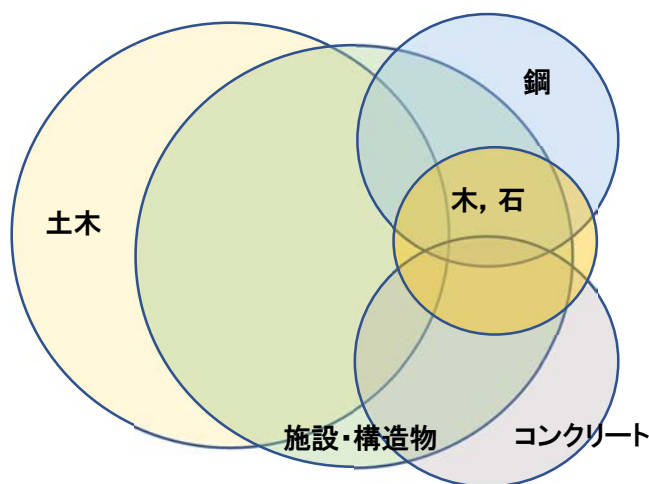 鋼
木, 石
土木
施設・構造物
コンクリート